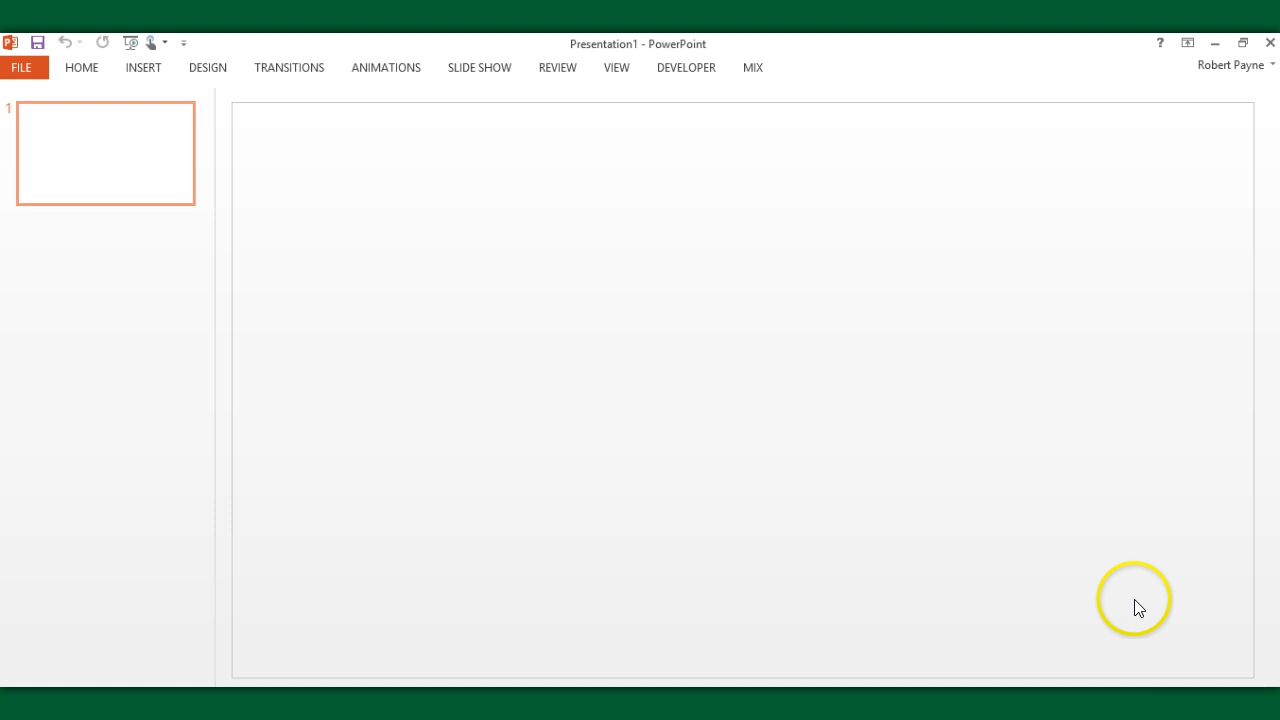 Presentation1 - PowerPoint
?
FILE HOME INSERT DESIGN TRANSITIONS ANIMATIONS SLIDE SHOW REVIEW VIEW DEVELOPER MIX Robert Payne
1